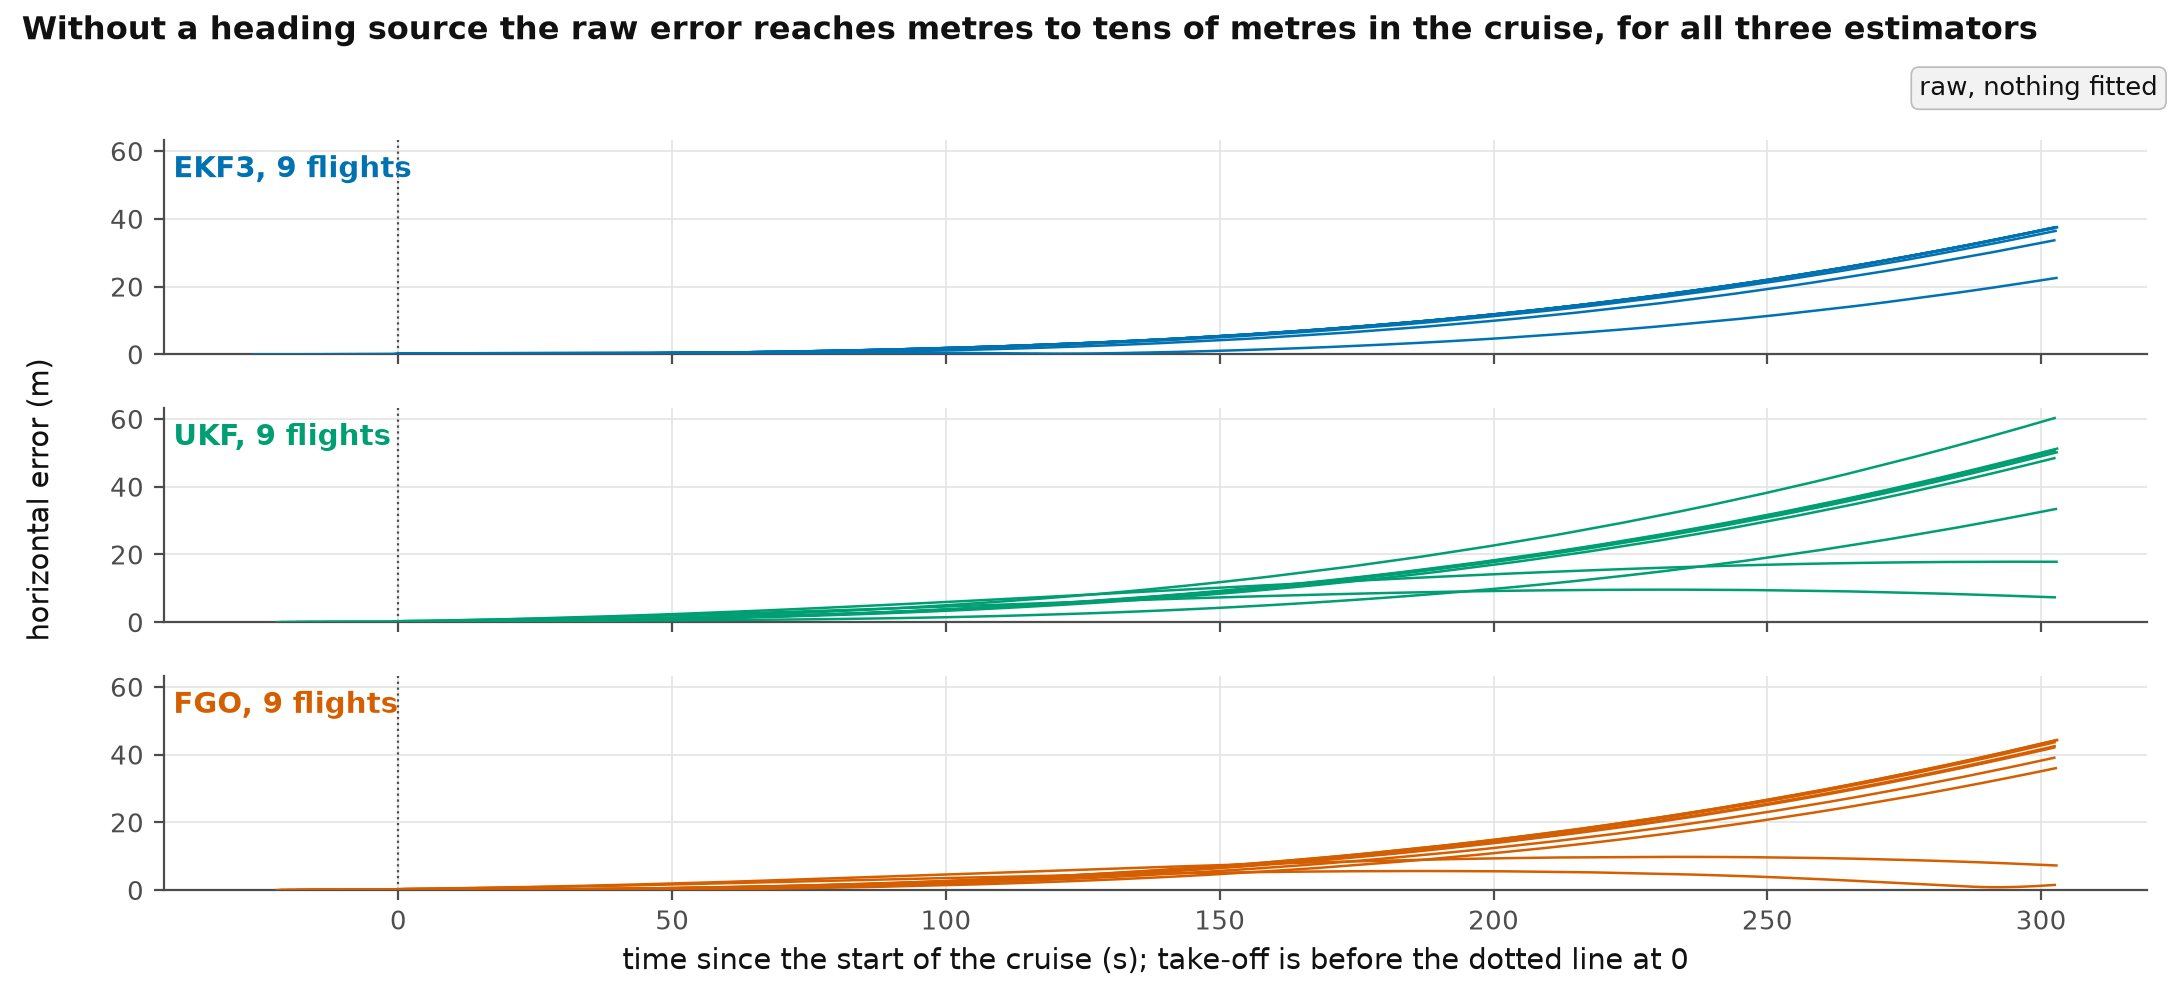 Without a heading source the raw error reaches metres to tens of metres in the cruise, for all three estimators
raw, nothing fitted
horizontal error (m)
EKF3, 9 flights
60
40
20
0
UKF, 9 flights
60
40
20
0
FGO, 9 flights
60
40
20
0
0 50 100 150 200 250 300
time since the start of the cruise (s); take-off is before the dotted line at 0